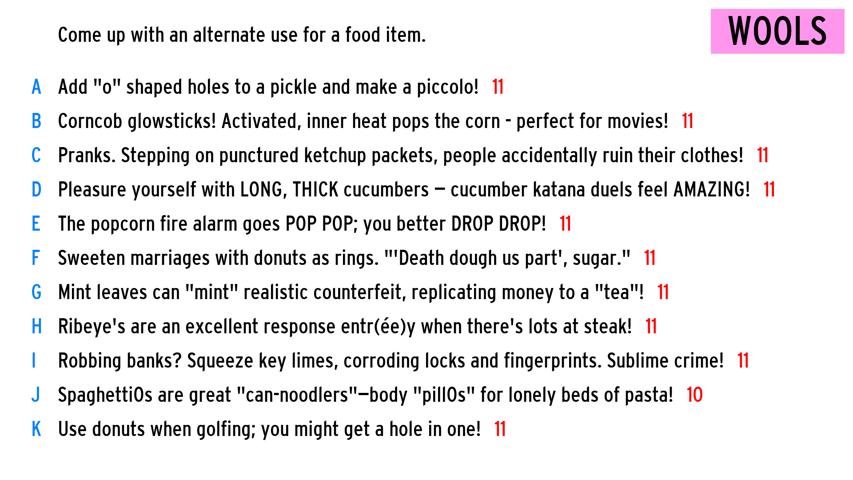 Come up with an alternate use for a food item.
WOOLS
A Add "o" shaped holes to a pickle and make a piccolo! 11
B Corncob glowsticks! Activated, inner heat pops the corn - perfect for movies! 11
C Pranks. Stepping on punctured ketchup packets, people accidentally ruin their clothes! 11
D Pleasure yourself with LONG, THICK cucumbers – cucumber katana duels feel AMAZING! 11
E The popcorn fire alarm goes POP POP; you better DROP DROP! 11
F Sweeten marriages with donuts as rings. "'Death dough us part', sugar." 11
G Mint leaves can "mint" realistic counterfeit, replicating money to a "tea"! 11
H Ribeye's are an excellent response entr(ée)y when there's lots at steak! 11
I Robbing banks? Squeeze key limes, corroding locks and fingerprints. Sublime crime! 11
J SpaghettiOs are great "can-noodlers"—body "pillOs" for lonely beds of pasta! 10
K Use donuts when golfing; you might get a hole in one! 11